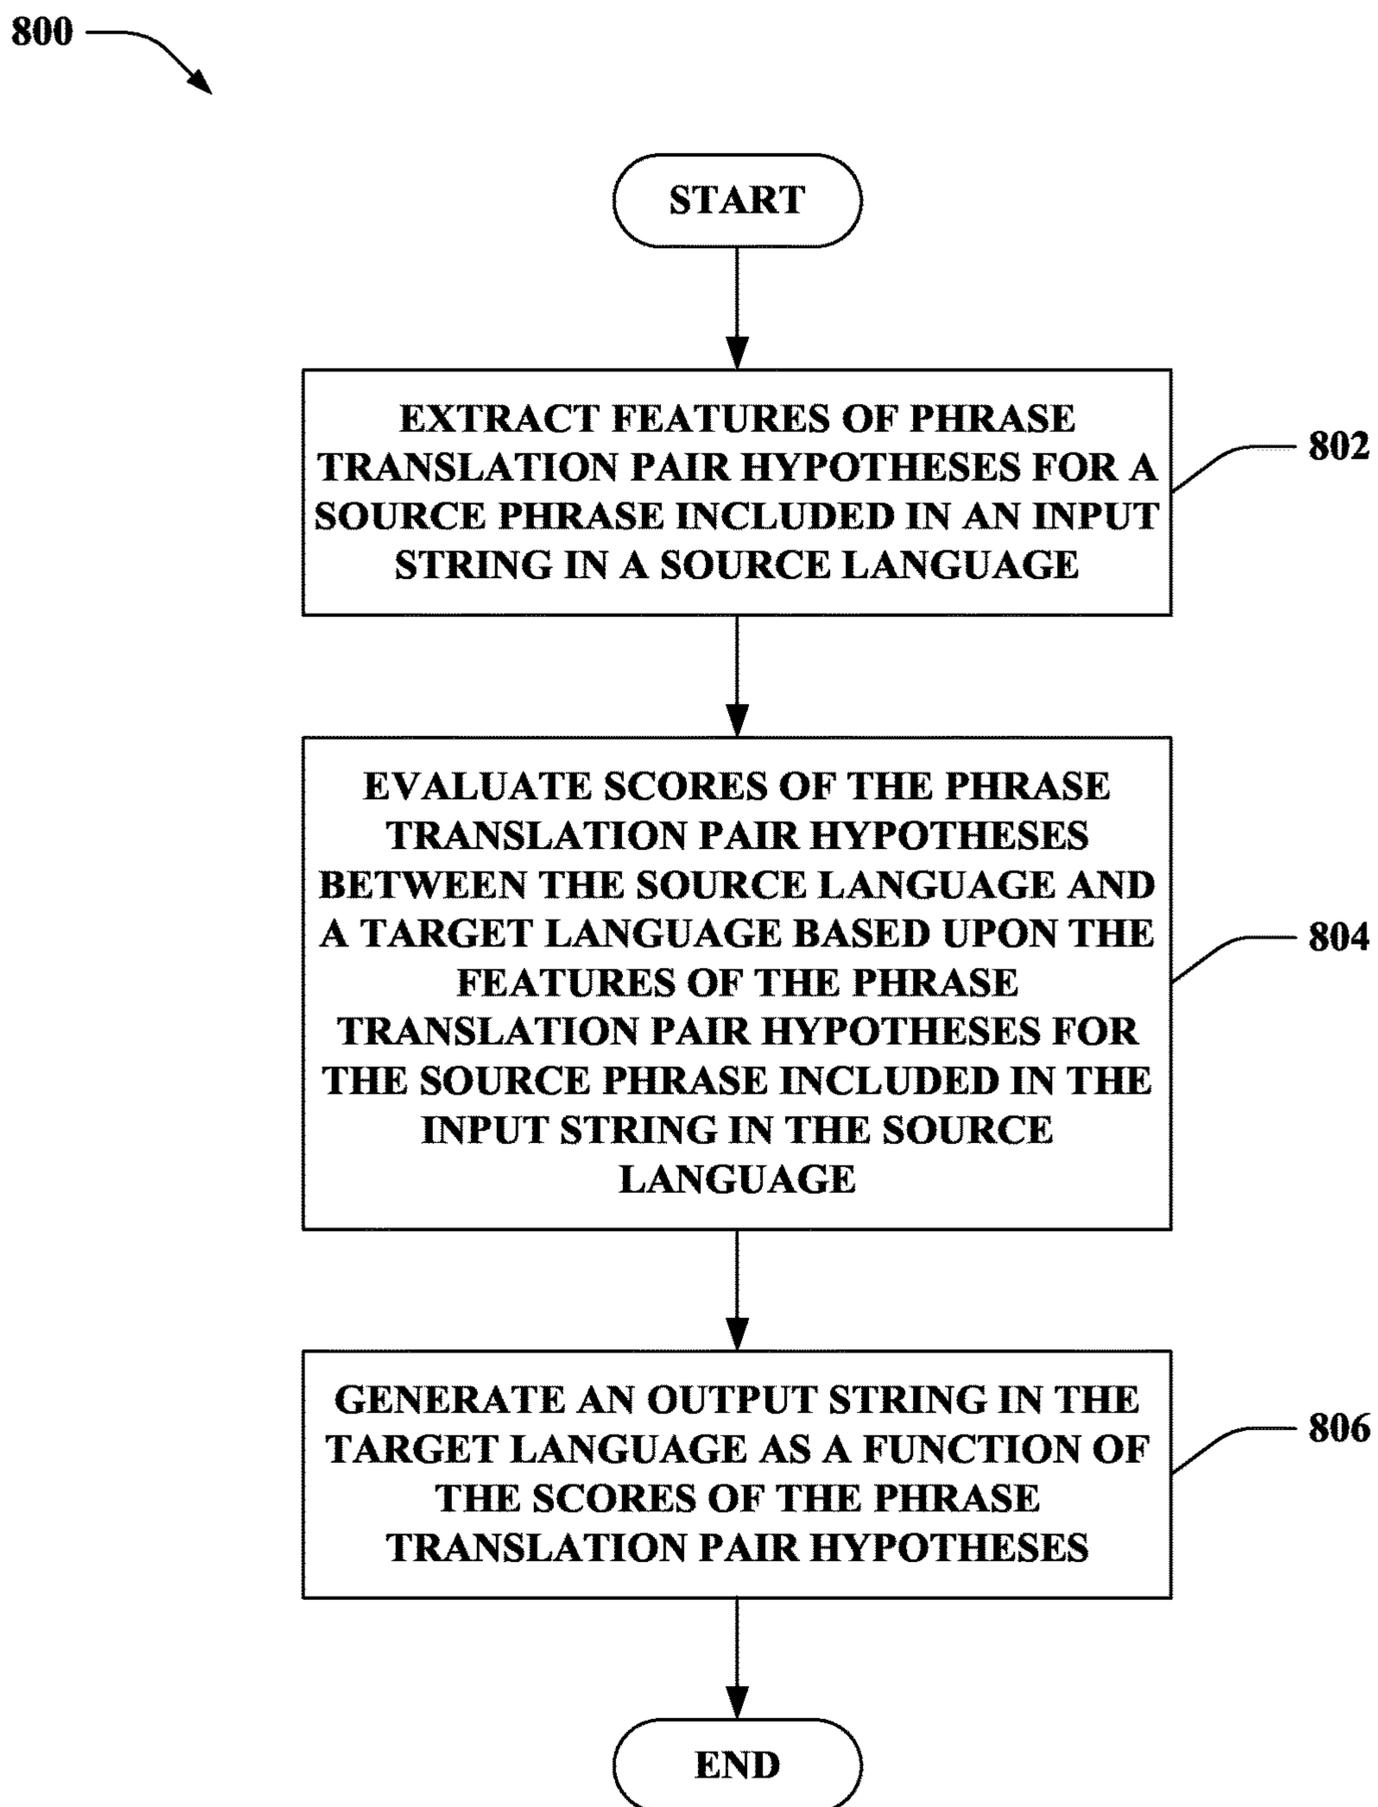 800
START
EXTRACT FEATURES OF PHRASE
TRANSLATION PAIR HYPOTHESES FOR A
SOURCE PHRASE INCLUDED IN AN INPUT
STRING IN A SOURCE LANGUAGE
802
EVALUATE SCORES OF THE PHRASE
TRANSLATION PAIR HYPOTHESES
BETWEEN THE SOURCE LANGUAGE AND
A TARGET LANGUAGE BASED UPON THE
FEATURES OF THE PHRASE
TRANSLATION PAIR HYPOTHESES FOR
THE SOURCE PHRASE INCLUDED IN THE
INPUT STRING IN THE SOURCE
LANGUAGE
804
GENERATE AN OUTPUT STRING IN THE
TARGET LANGUAGE AS A FUNCTION OF
THE SCORES OF THE PHRASE
TRANSLATION PAIR HYPOTHESES
806
END